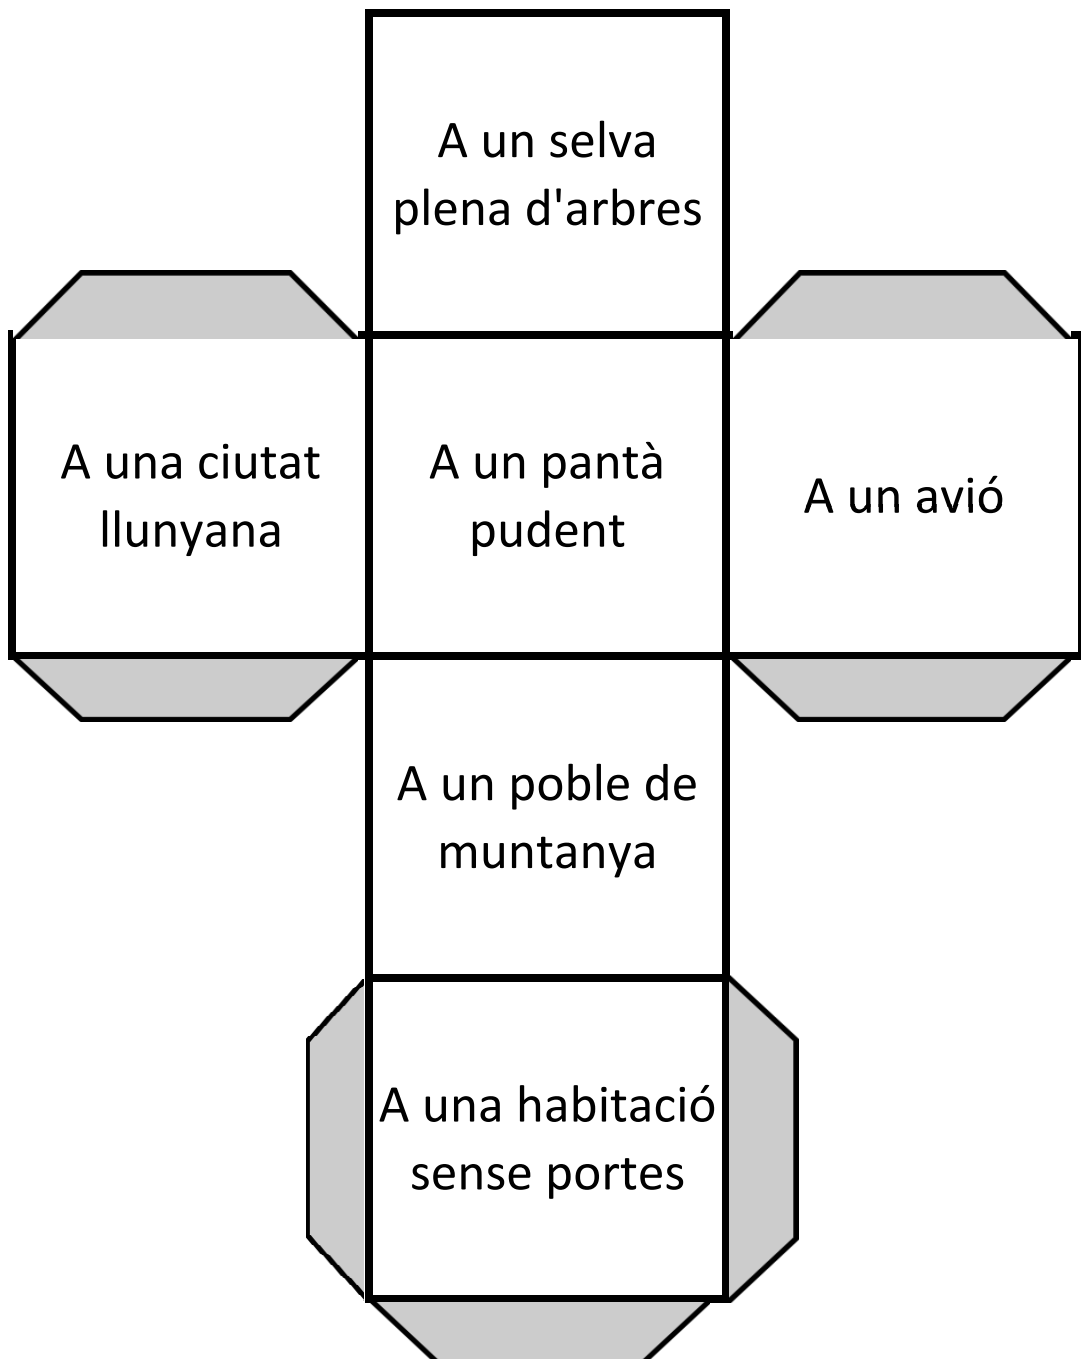 A un selva
plena d'arbres
A una ciutat
llunyana
A un pantà
pudent
A un avió
A un poble de
muntanya
A una habitació
sense portes